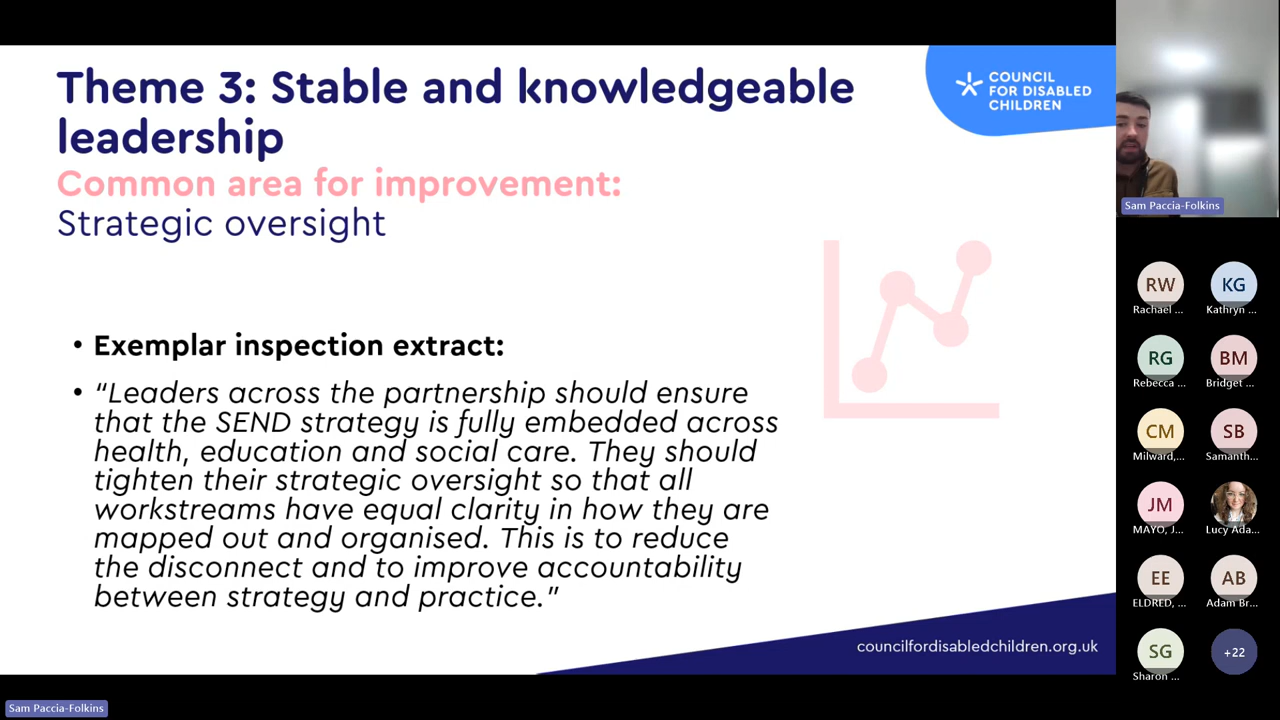 Theme 3: Stable and knowledgeable
leadership
Common area for improvement:
Strategic oversight
COUNCIL
FOR DISABLED
CHILDREN
• Exemplar inspection extract:
• “Leaders across the partnership should ensure
that the SEND strategy is fully embedded across
health, education and social care. They should
tighten their strategic oversight so that all
workstreams have equal clarity in how they are
mapped out and organised. This is to reduce
the disconnect and to improve accountability
between strategy and practice.”
councilfordisabledchildren.org.uk
Sam Paccia-Folkins
Sam Paccia-Folkins
RW
Rachael ...
KG
Kathryn ...
RG
Rebecca ...
BM
Bridget ...
CM
Milward,...
SB
Samanth...
JM
MAYO, J...
Lucy Ada...
EE
ELDRED, ...
AB
Adam Br...
SG
Sharon ...
+22